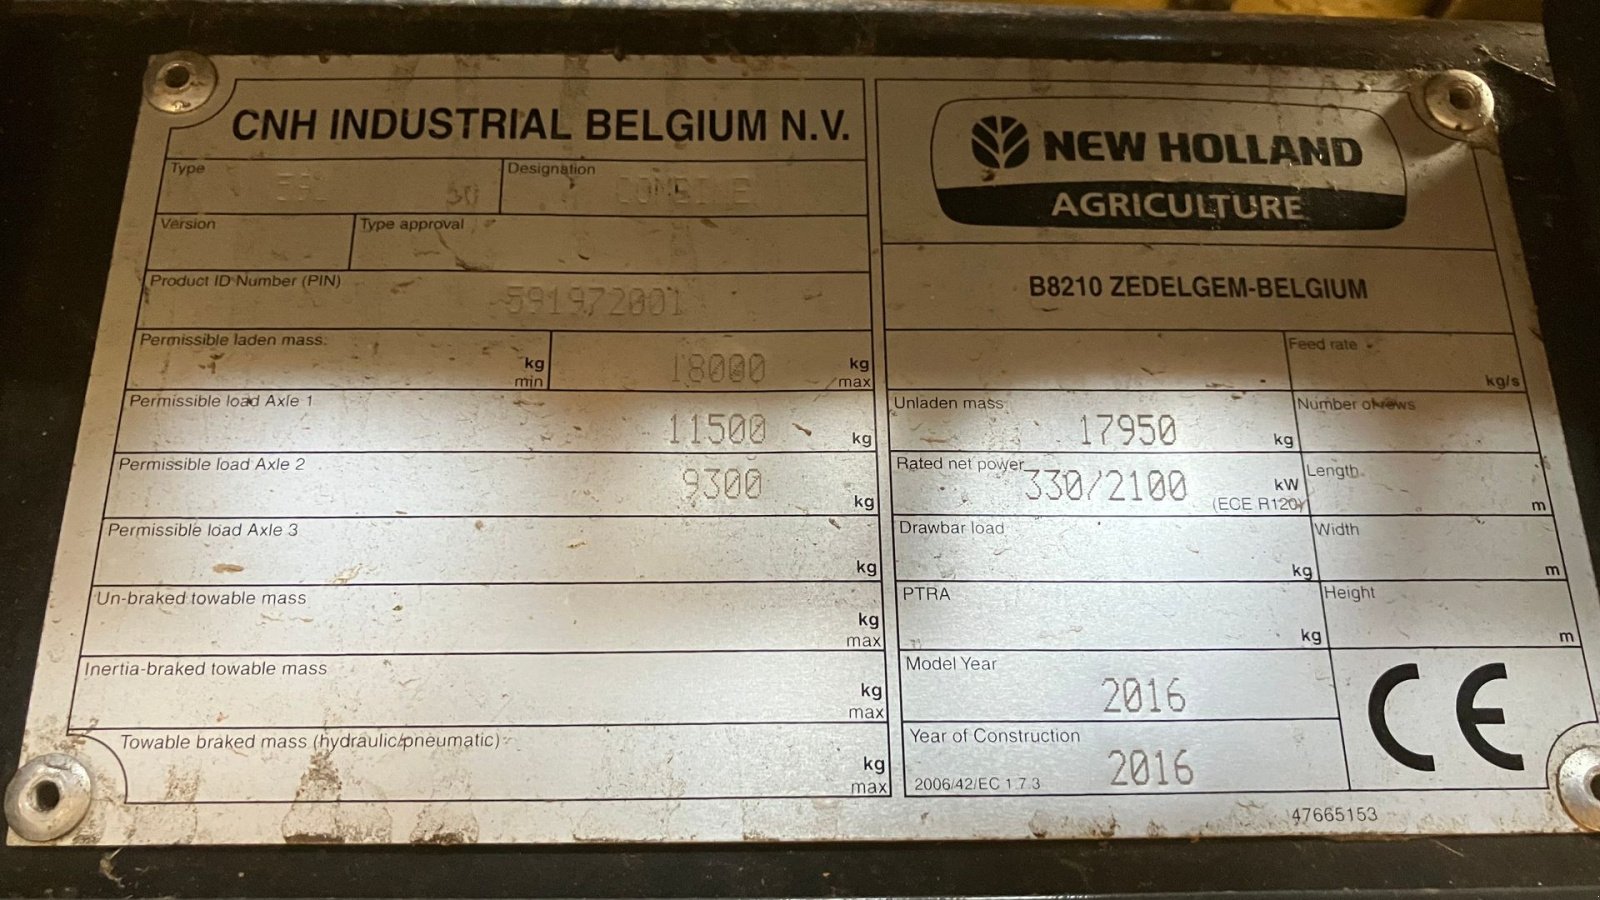 CNH INDUSTRIAL BELGIUM N.V.
Type
Designation COMBINE
Version
Type approval
Product ID Number (PIN) 591972001
Permissible laden mass:
kg min
18000 kg max
Permissible load Axle 1 11500 kg
Permissible load Axle 2 9300 kg
Permissible load Axle 3 kg
Un-braked towable mass kg max
Inertia-braked towable mass kg max
Towable braked mass (hydraulic/pneumatic) kg max
NEW HOLLAND
AGRICULTURE
B8210 ZEDELGEM-BELGIUM
Feed rate kg/s
Unladen mass 17950 kg
Number of rows
Rated net power 330/2100 kW
(ECE R120)
Length m
Drawbar load kg
Width m
PTRA kg
Height m
Model Year 2016
Year of Construction
2006/42/EC 1.7.3 2016
CE
47665153